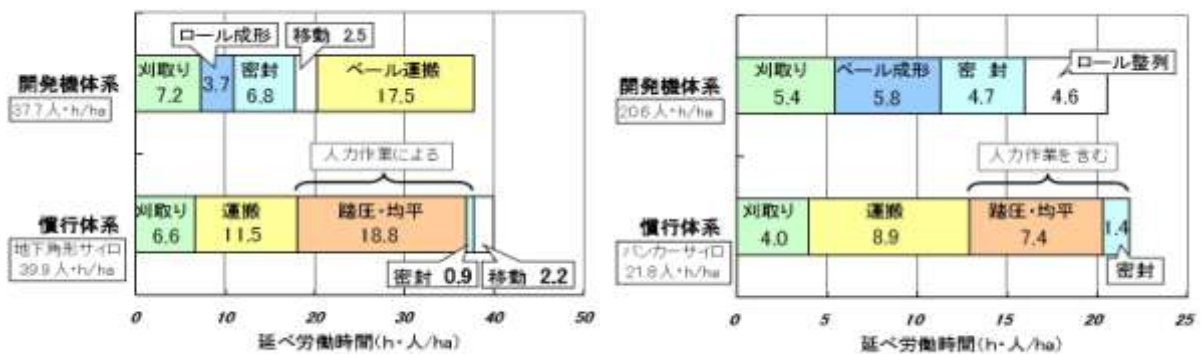 ロール成形
移動 2.5
開発機体系
37.7人・h/ha
刈取り
7.2
3.7
密封
6.8
ベール運搬
17.5
人力作業による
慣行体系
地下角形サイロ
39.9人・h/ha
刈取り
6.6
運搬
11.5
踏圧・均平
18.8
密封 0.9
移動 2.2
0 10 20 30 40 50
延べ労働時間(h・人/ha)
開発機体系
20.6人・h/ha
刈取り
5.4
ベール成形
5.8
密 封
4.7
4.6
ロール整列
人力作業を含む
慣行体系
バンカーサイロ
21.8人・h/ha
刈取り
4.0
運搬
8.9
踏圧・均平
7.4
1.4
密封
0 5 10 15 20 25
延べ労働時間(h・人/ha)